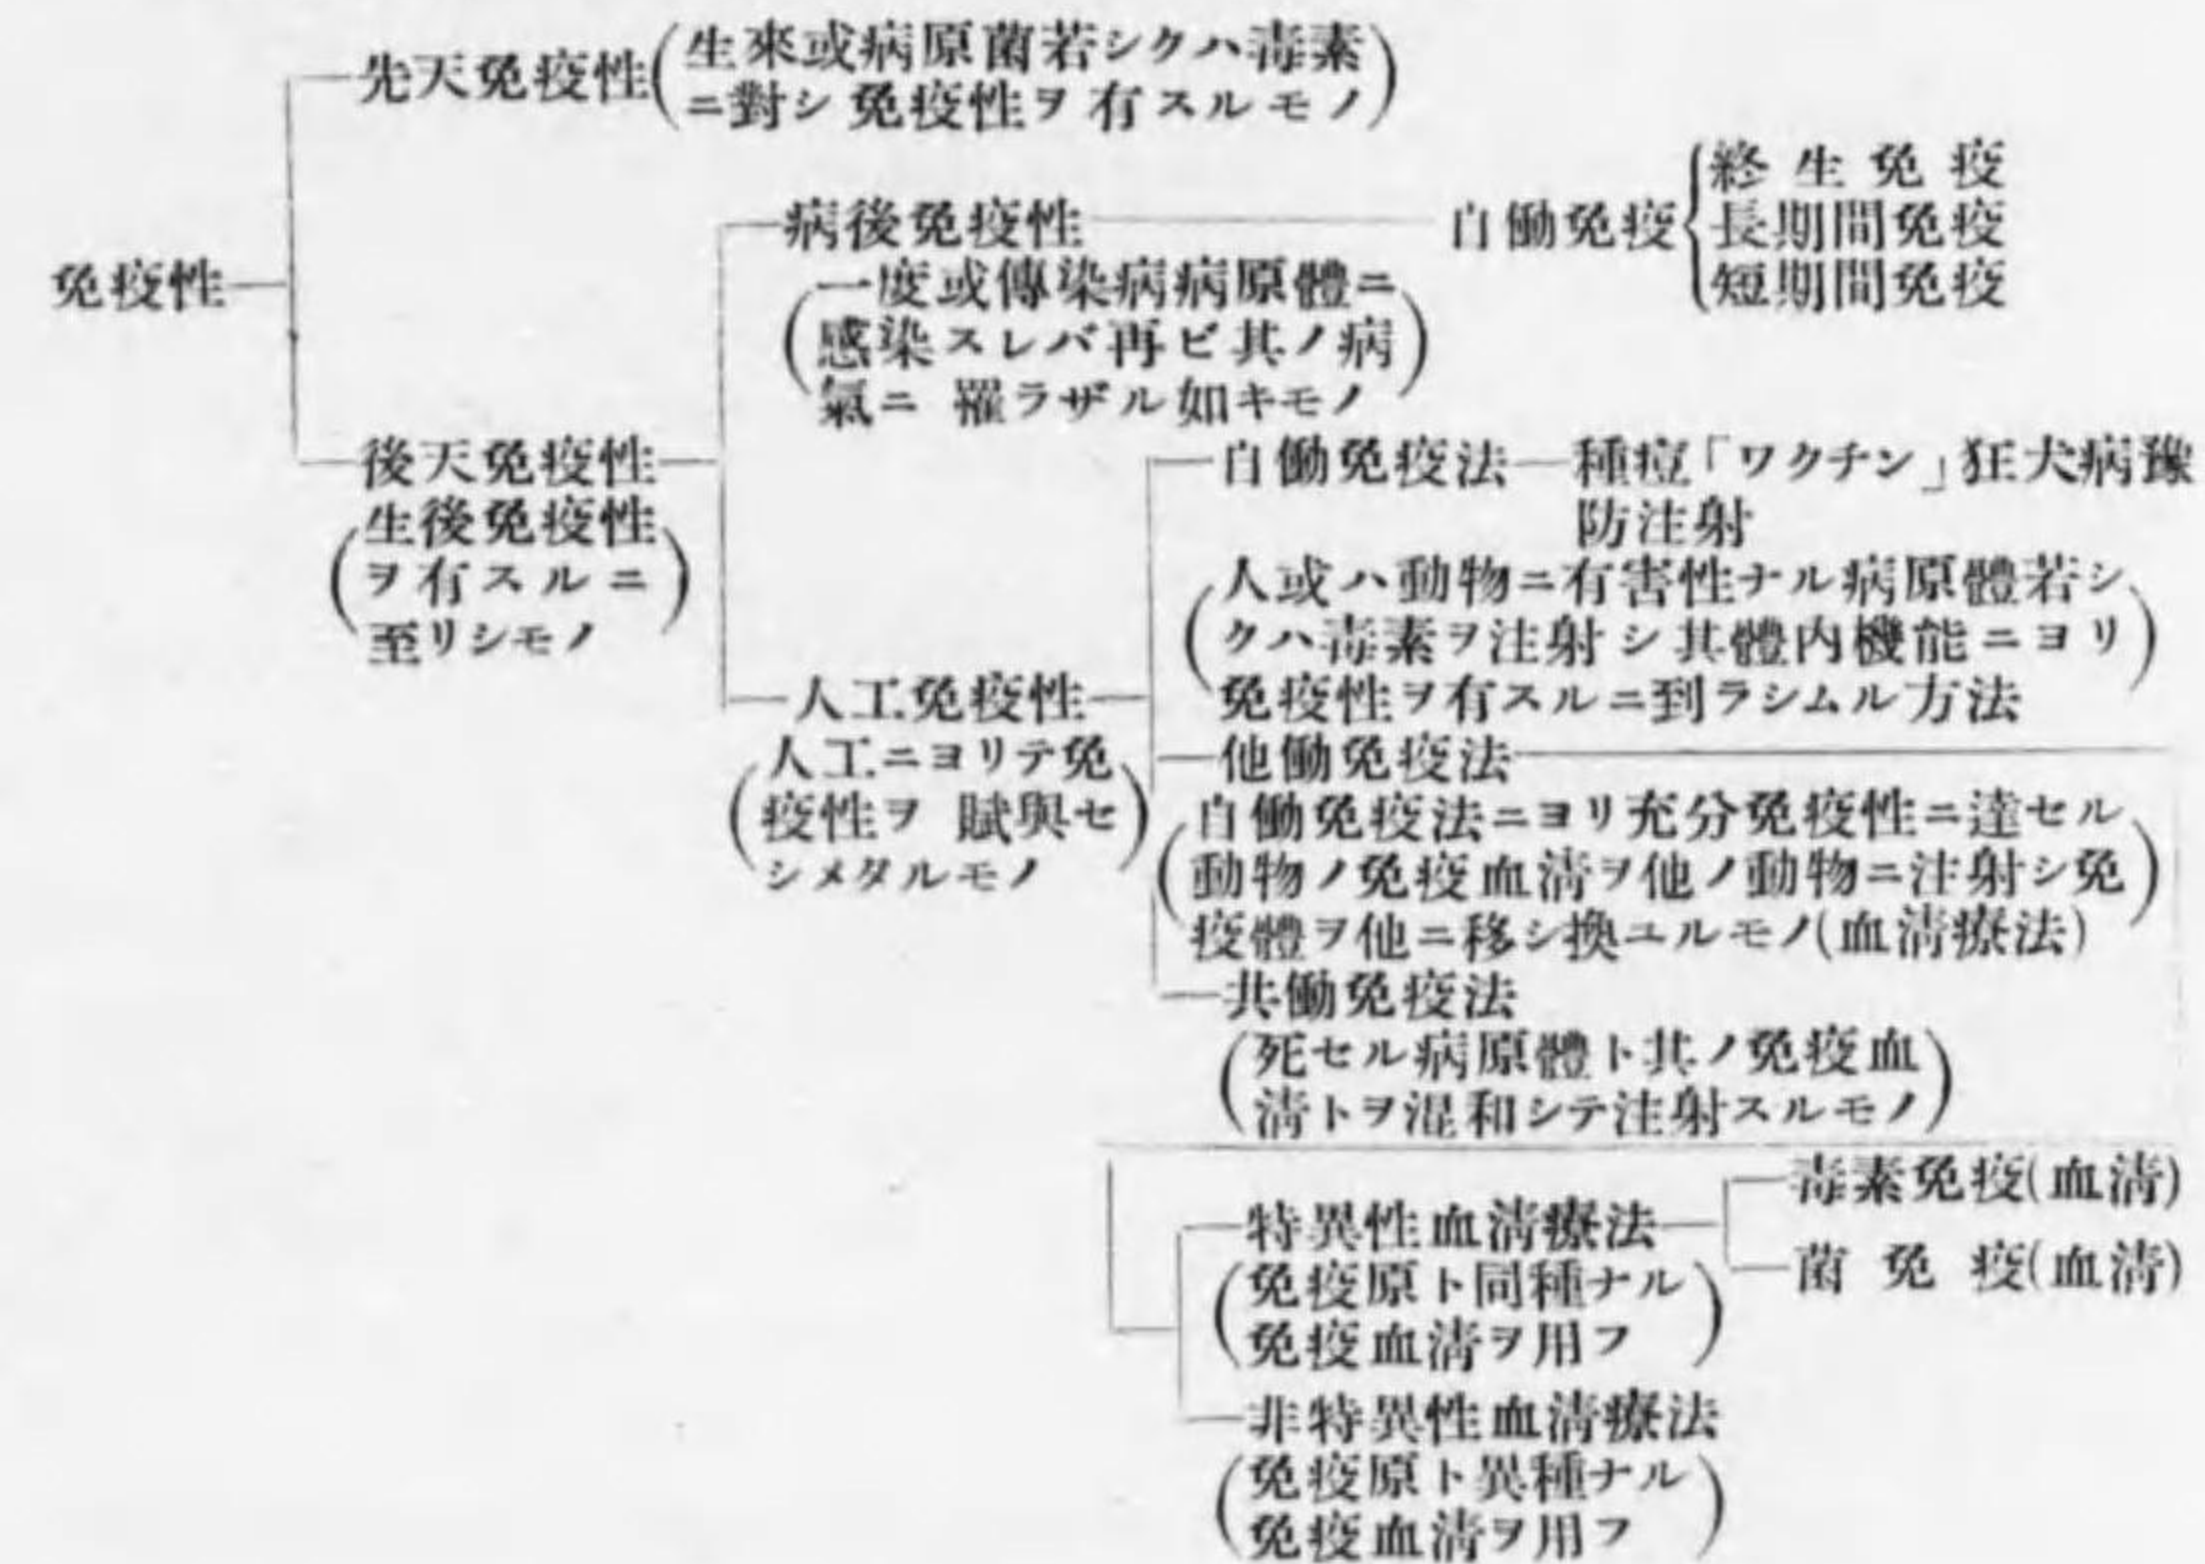 先天免疫性(生來或病原菌若シクハ毒素
ニ對シ免疫性ヲ有スルモノ)
免疫性
病後免疫性
(一度或傳染病病原體ニ
感染スレバ再ビ其ノ病
氣ニ罹ラザル如キモノ)
自働免疫
終生免疫
長期間免疫
短期間免疫
後天免疫性
(生後免疫性
ヲ有スルニ
至リシモノ)
人工免疫性
(人工ニヨリテ免
疫性ヲ賦與セ
シメタルモノ)
自働免疫法―種痘「ワクチン」狂犬病豫
防注射
(人或ハ動物ニ有害性ナル病原體若シ
クハ毒素ヲ注射シ其體内機能ニヨリ
免疫性ヲ有スルニ到ラシムル方法)
他働免疫法
(自働免疫法ニヨリ充分免疫性ニ達セル
動物ノ免疫血清ヲ他ノ動物ニ注射シ免
疫體ヲ他ニ移シ換ユルモノ(血清療法))
共働免疫法
(死セル病原體ト其ノ免疫血
清トヲ混和シテ注射スルモノ)
特異性血清療法
(免疫原ト同種ナル
免疫血清ヲ用フ)
毒素免疫(血清)
菌免疫(血清)
非特異性血清療法
(免疫原ト異種ナル
免疫血清ヲ用フ)